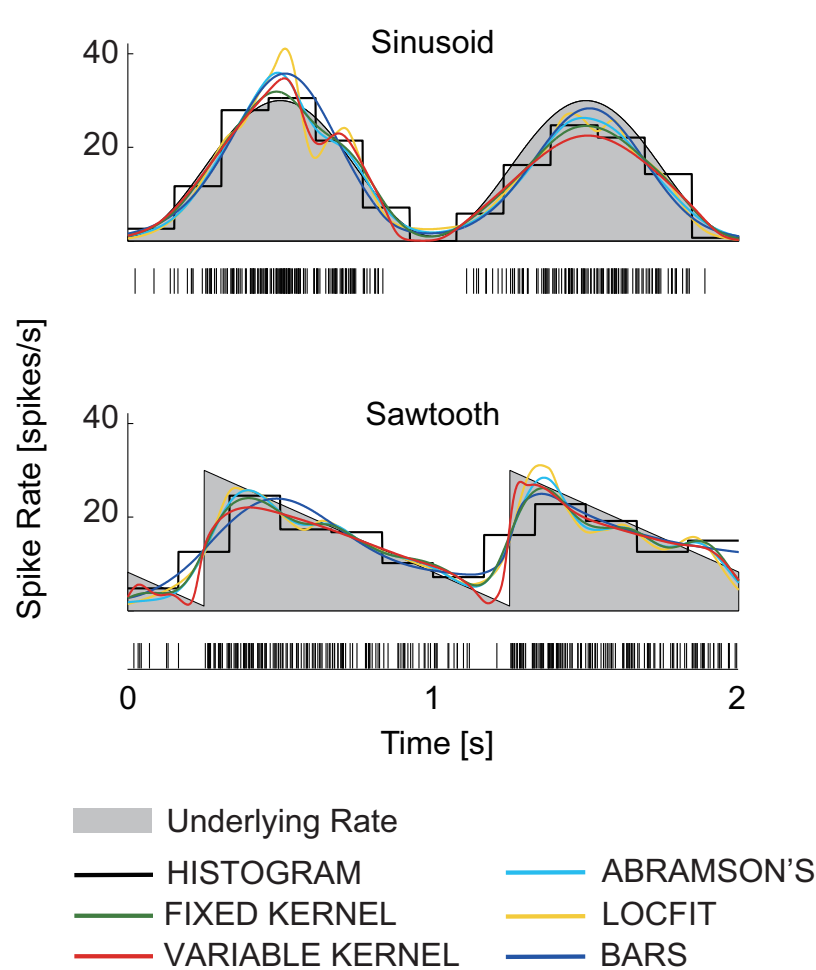 Sinusoid
40
20
Sawtooth
40
20
Spike Rate [spikes/s]
0 1 2
Time [s]
Underlying Rate
HISTOGRAM ABRAMSON'S
FIXED KERNEL LOCFIT
VARIABLE KERNEL BARS